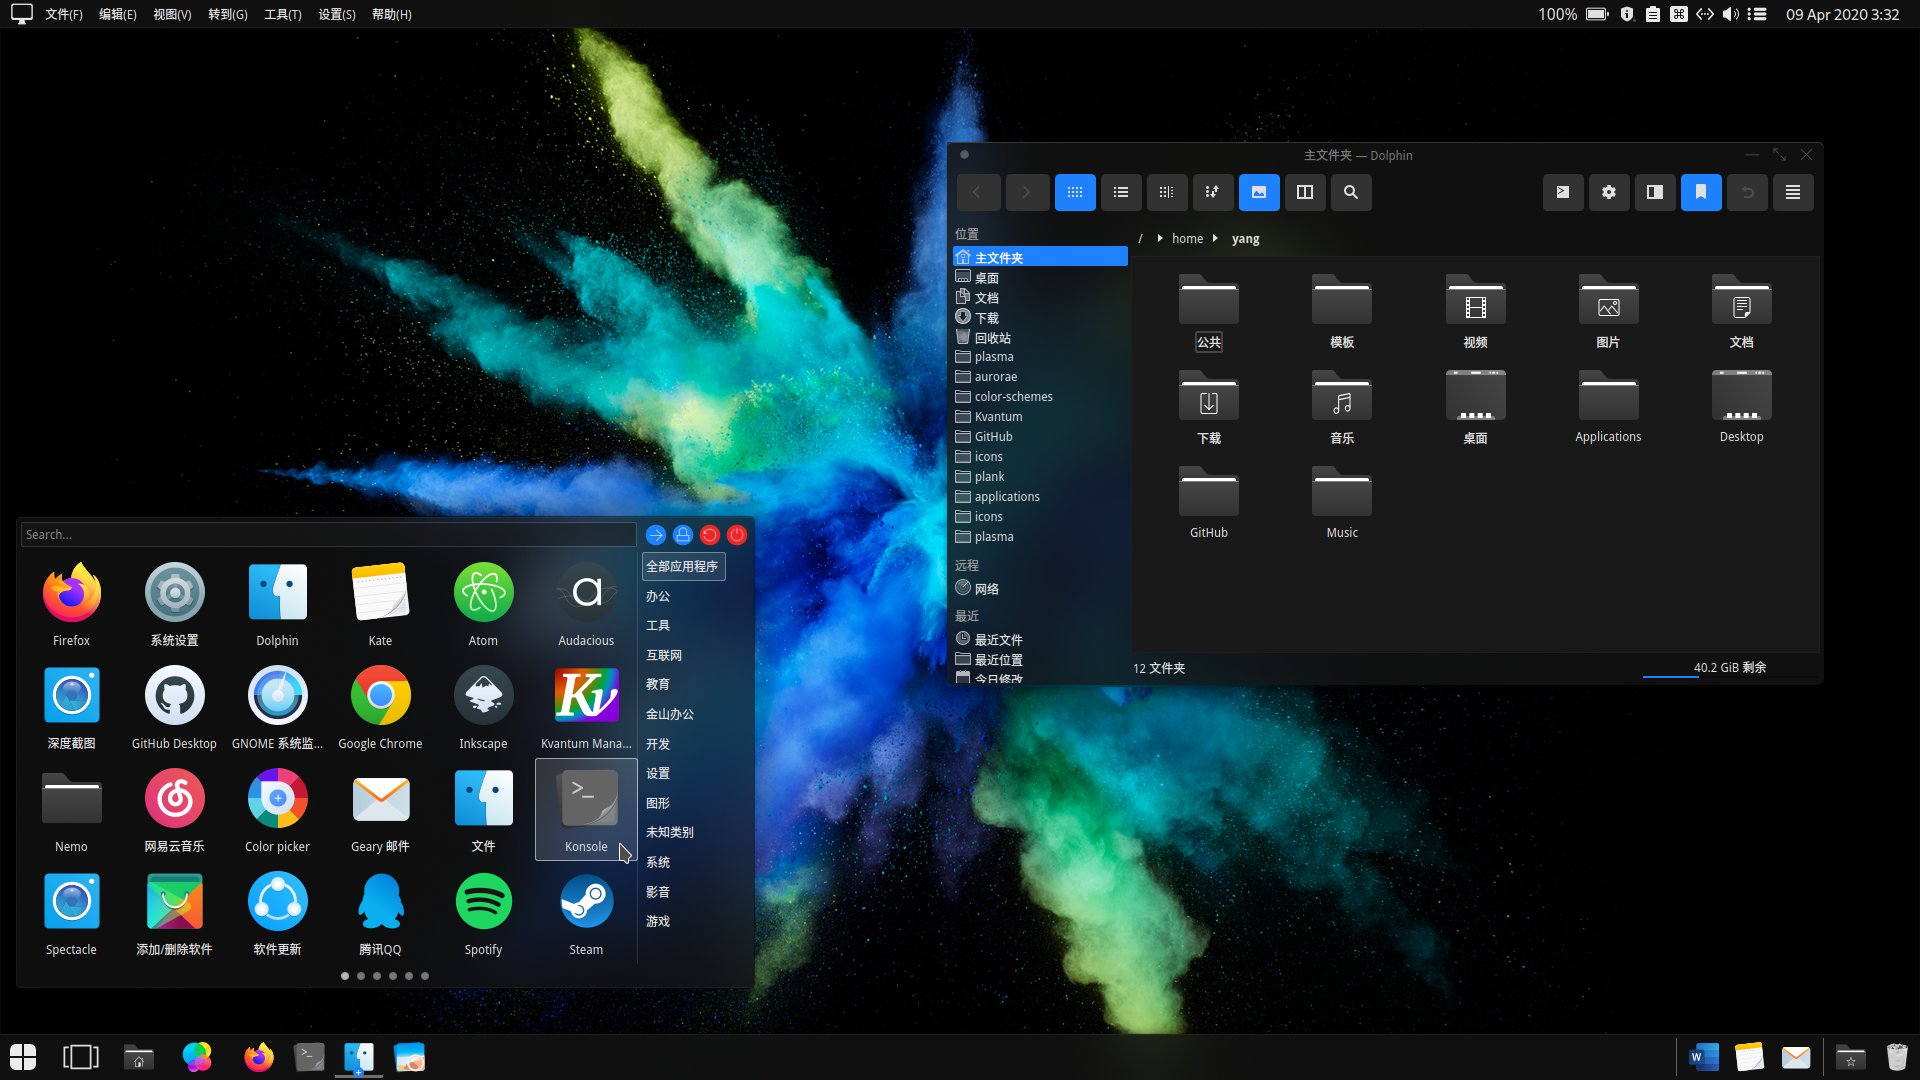 文件(F) 编辑(E) 视图(V) 转到(G) 工具(T) 设置(S) 帮助(H)
100% 09 Apr 2020 3:32
主文件夹 — Dolphin
位置
主文件夹
桌面
文档
下载
回收站
plasma
aurorae
color-schemes
Kvantum
GitHub
icons
plank
applications
icons
plasma
远程
网络
最近
最近文件
最近位置
今日修改
/ home yang
公共 模板 视频 图片 文档
下载 音乐 桌面 Applications Desktop
GitHub Music
12 文件夹
40.2 GiB 剩余
Search...
Firefox 系统设置 Dolphin Kate Atom Audacious
深度截图 GitHub Desktop GNOME 系统监... Google Chrome Inkscape Kvantum Mana...
Nemo 网易云音乐 Color picker Geary 邮件 文件 Konsole
Spectacle 添加/删除软件 软件更新 腾讯QQ Spotify Steam
全部应用程序
办公
工具
互联网
教育
金山办公
开发
设置
图形
未知类别
系统
影音
游戏